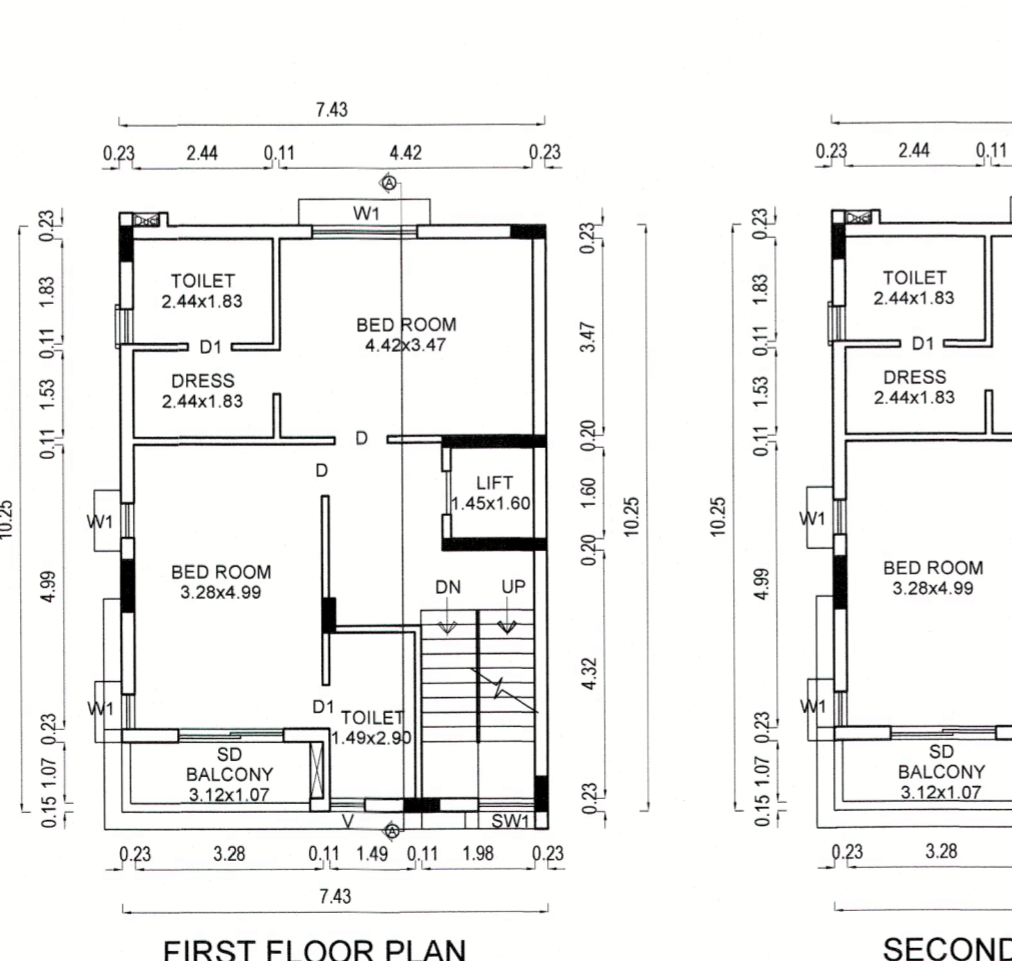 7.43
0.23 2.44 0.11 4.42 0.23
0.23 2.44 0.11
A
W1
0.23
1.83
0.11
1.53
0.11
4.99
0.23
1.07
0.15
10.25
TOILET
2.44x1.83
BED ROOM
4.42x3.47
D1
DRESS
2.44x1.83
D
D
LIFT
1.45x1.60
W1
BED ROOM
3.28x4.99
DN UP
W1
D1
TOILET
1.49x2.90
SD
BALCONY
3.12x1.07
V
A
SW1
0.23
3.47
0.20
1.60
0.20
4.32
0.23
10.25
0.23 3.28 0.11 1.49 0.11 1.98 0.23
7.43
FIRST FLOOR PLAN
10.25
0.23
1.83
0.11
1.53
0.11
4.99
0.23
1.07
0.15
TOILET
2.44x1.83
D1
DRESS
2.44x1.83
W1
BED ROOM
3.28x4.99
W1
SD
BALCONY
3.12x1.07
0.23 3.28
SECOND